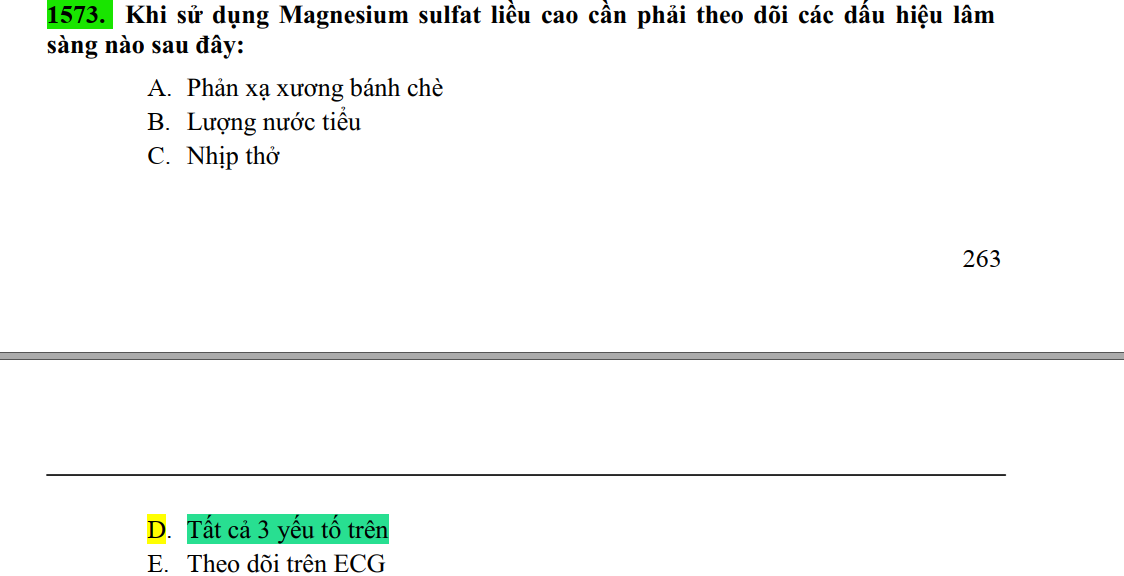 1573. Khi sử dụng Magnesium sulfat liều cao cần phải theo dõi các dấu hiệu lâm
sàng nào sau đây:
A. Phản xạ xương bánh chè
B. Lượng nước tiểu
C. Nhịp thở
263
D. Tất cả 3 yếu tố trên
E. Theo dõi trên ECG